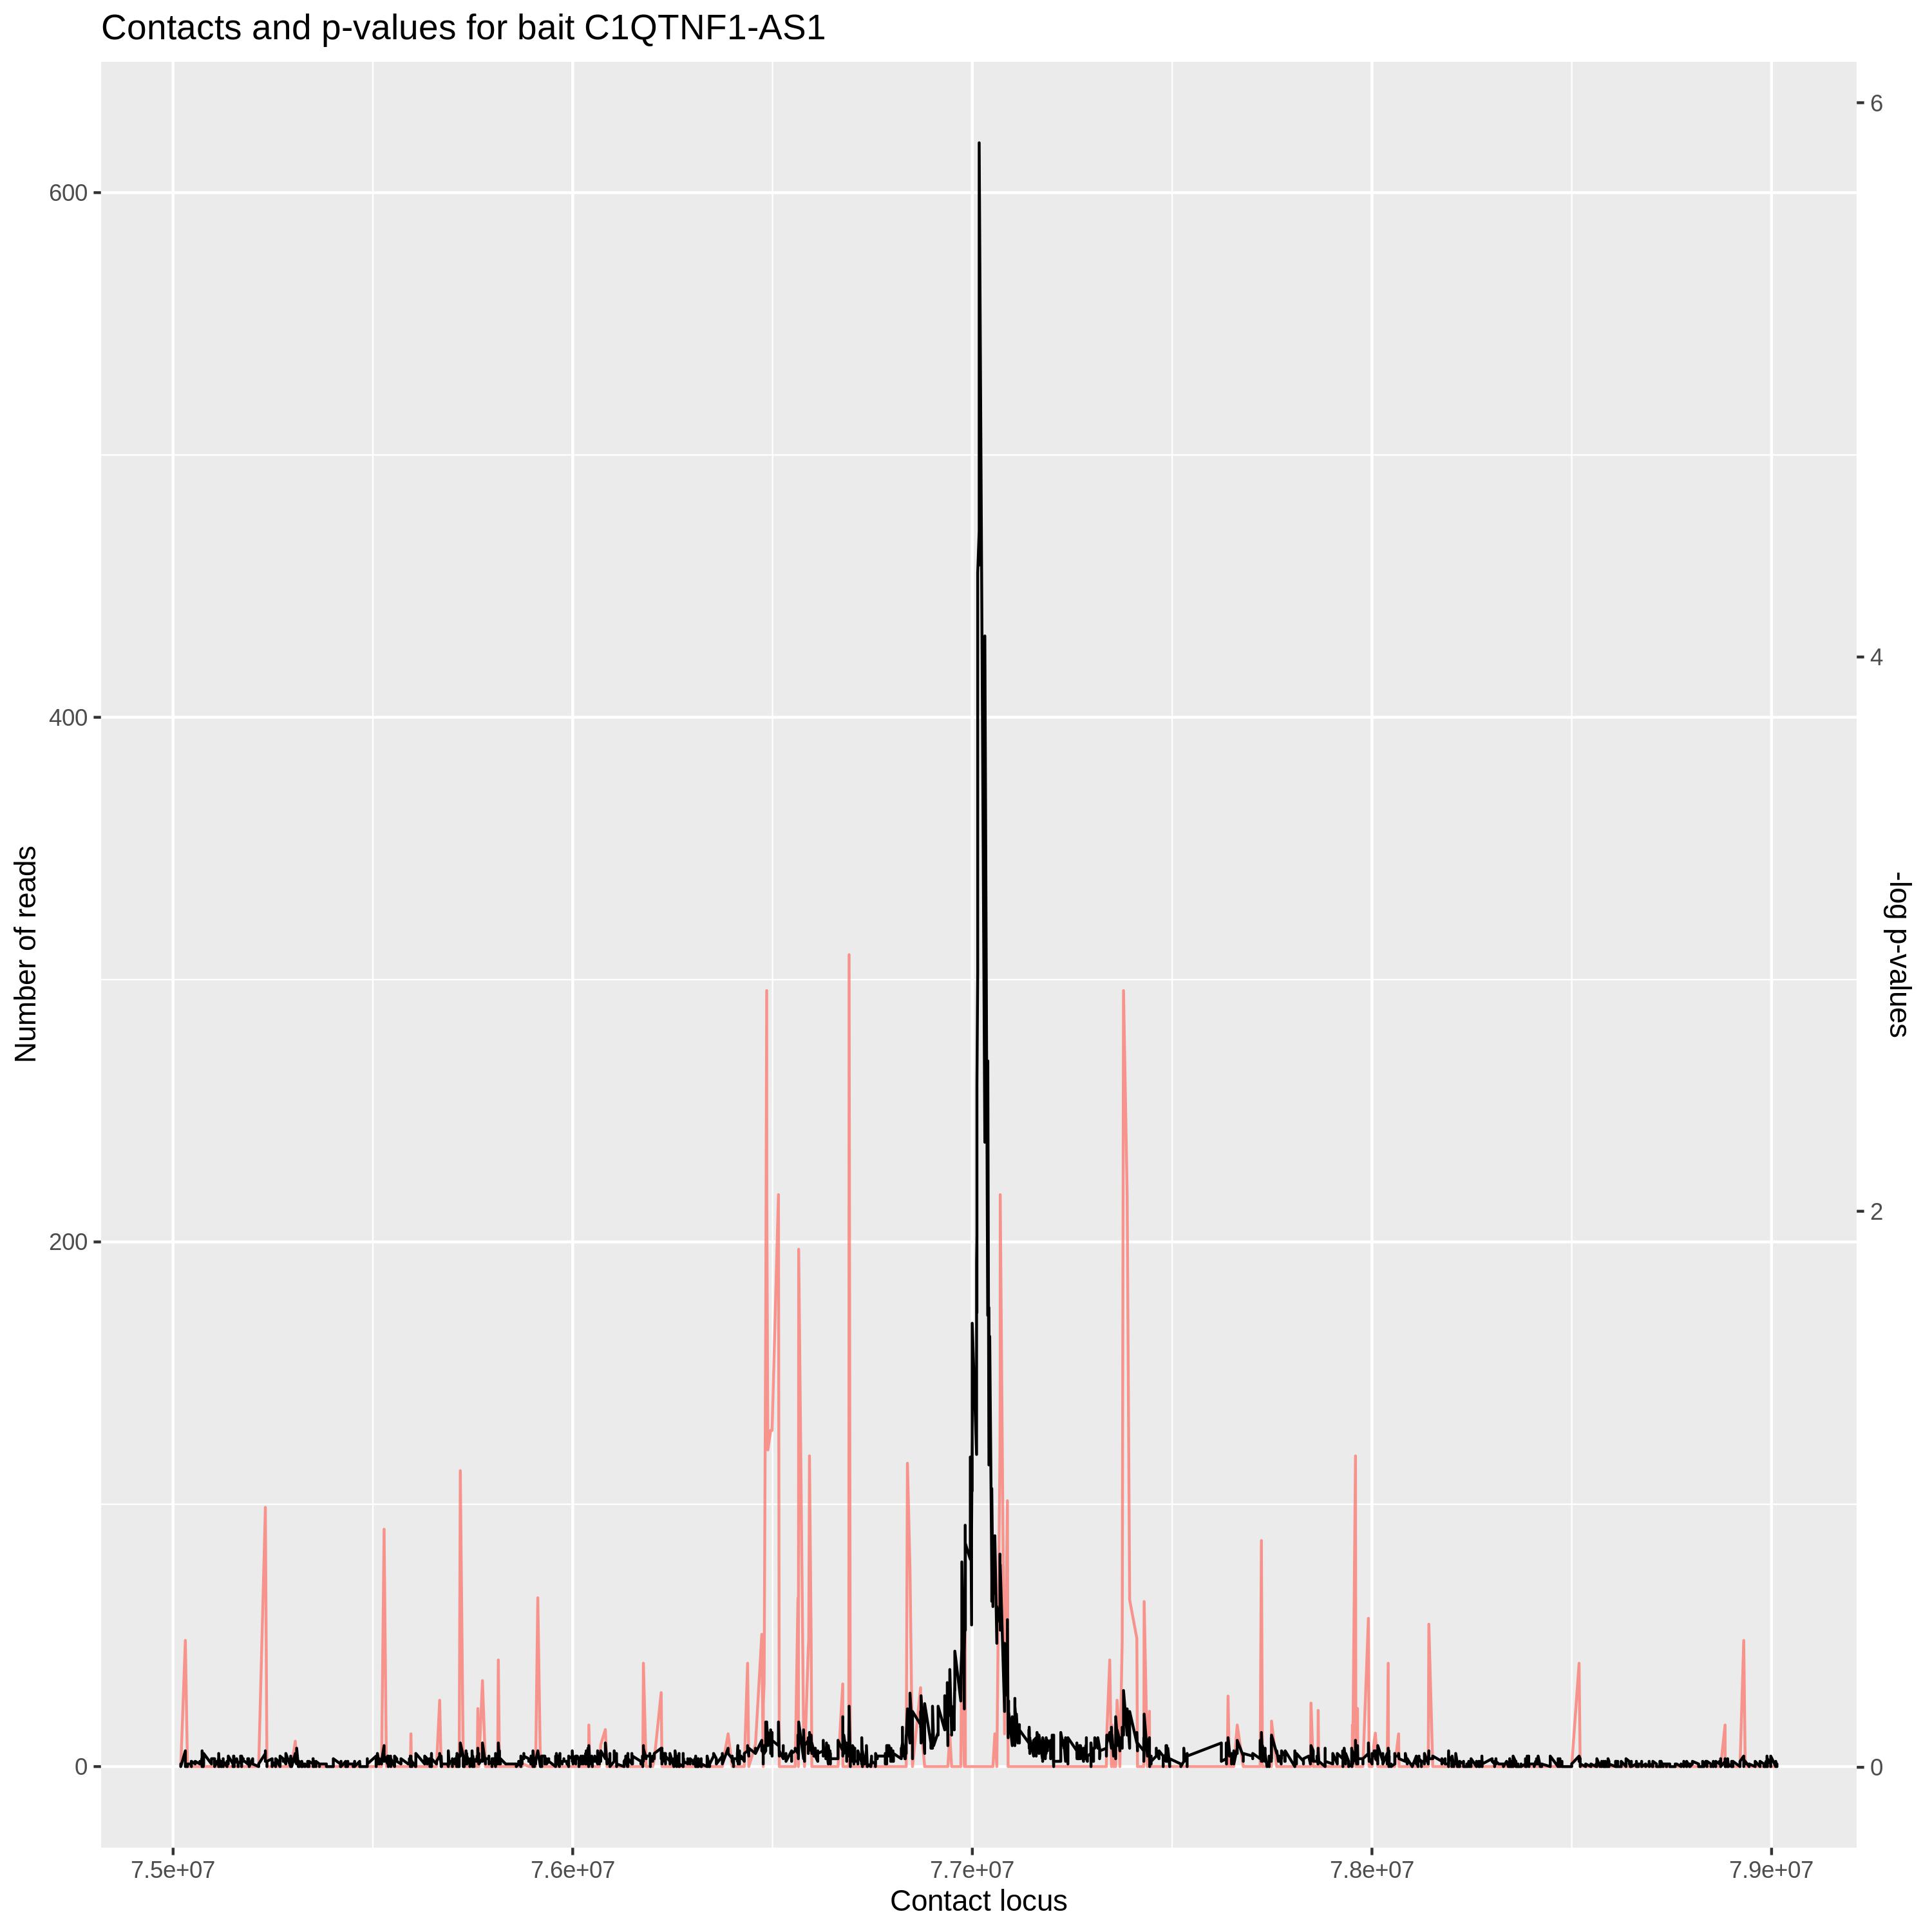 Contacts and p-values for bait C1QTNF1-AS1
6
600
4
400
Number of reads
-log p-values
2
200
0
0
7.5e+07 7.6e+07 7.7e+07 7.8e+07 7.9e+07
Contact locus